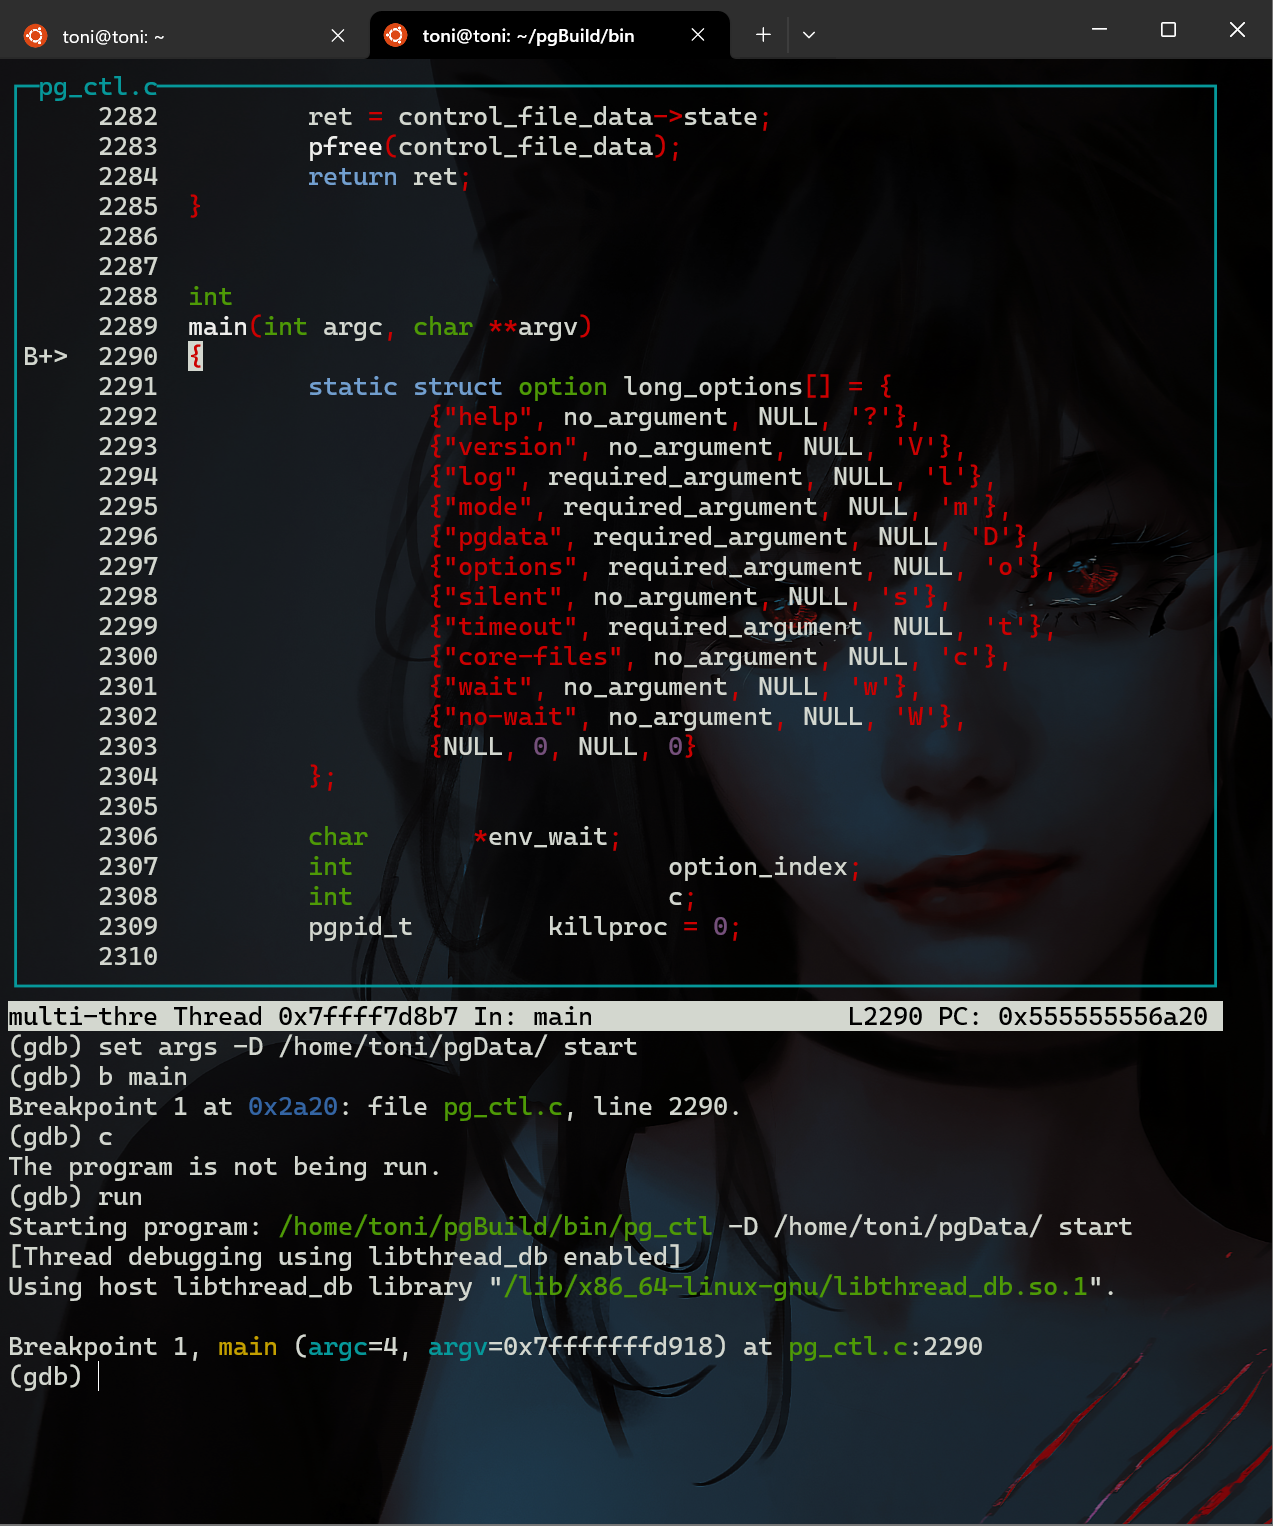 toni@toni: ~
toni@toni: ~/pgBuild/bin
pg_ctl.c
2282 ret = control_file_data->state;
2283 pfree(control_file_data);
2284 return ret;
2285 }
2286
2287
2288 int
2289 main(int argc, char **argv)
B+> 2290 {
2291 static struct option long_options[] = {
2292 {"help", no_argument, NULL, '?'},
2293 {"version", no_argument, NULL, 'V'},
2294 {"log", required_argument, NULL, 'l'},
2295 {"mode", required_argument, NULL, 'm'},
2296 {"pgdata", required_argument, NULL, 'D'},
2297 {"options", required_argument, NULL, 'o'},
2298 {"silent", no_argument, NULL, 's'},
2299 {"timeout", required_argument, NULL, 't'},
2300 {"core-files", no_argument, NULL, 'c'},
2301 {"wait", no_argument, NULL, 'w'},
2302 {"no-wait", no_argument, NULL, 'W'},
2303 {NULL, 0, NULL, 0}
2304 };
2305
2306 char *env_wait;
2307 int option_index;
2308 int c;
2309 pgpid_t killproc = 0;
2310
multi-thre Thread 0x7ffff7d8b7 In: main L2290 PC: 0x555555556a20
(gdb) set args -D /home/toni/pgData/ start
(gdb) b main
Breakpoint 1 at 0x2a20: file pg_ctl.c, line 2290.
(gdb) c
The program is not being run.
(gdb) run
Starting program: /home/toni/pgBuild/bin/pg_ctl -D /home/toni/pgData/ start
[Thread debugging using libthread_db enabled]
Using host libthread_db library "/lib/x86_64-linux-gnu/libthread_db.so.1".
Breakpoint 1, main (argc=4, argv=0x7fffffffd918) at pg_ctl.c:2290
(gdb)